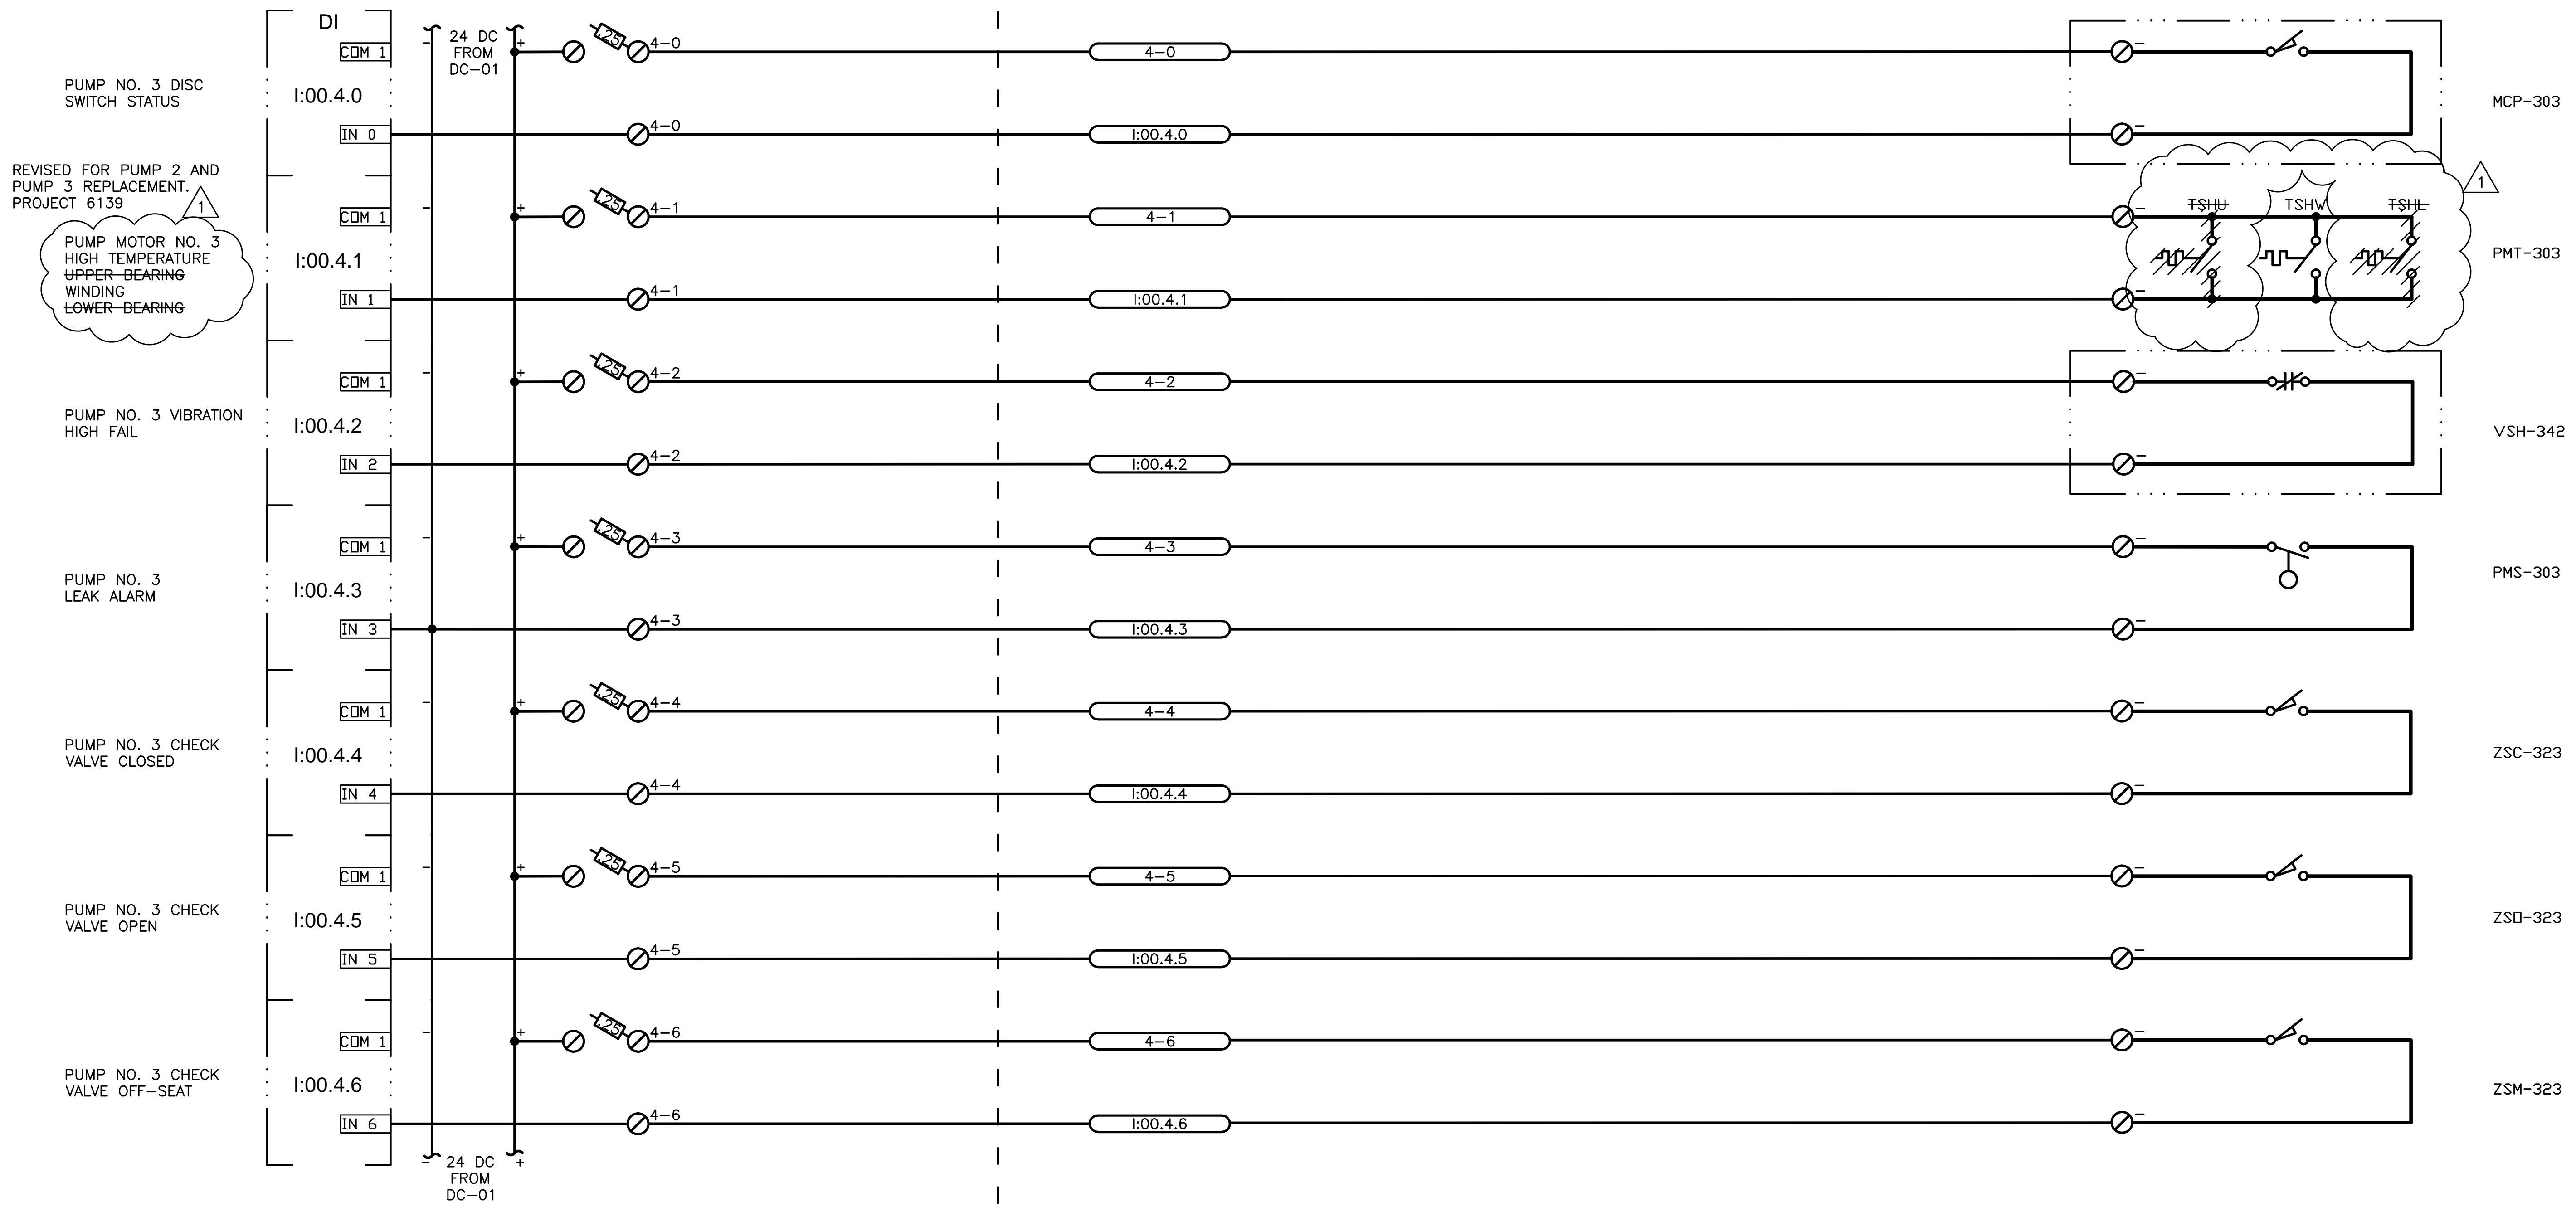 DI
COM 1
-
24 DC
FROM
DC-01
+
.25
4-0
4-0
-
PUMP NO. 3 DISC
SWITCH STATUS
I:00.4.0
MCP-303
IN 0
4-0
I:00.4.0
-
REVISED FOR PUMP 2 AND
PUMP 3 REPLACEMENT.
PROJECT 6139
1
1
COM 1
-
+
.25
4-1
4-1
-
TSHU
TSHW
TSHL
PUMP MOTOR NO. 3
HIGH TEMPERATURE
UPPER BEARING
WINDING
LOWER BEARING
I:00.4.1
PMT-303
IN 1
4-1
I:00.4.1
-
COM 1
-
+
.25
4-2
4-2
-
PUMP NO. 3 VIBRATION
HIGH FAIL
I:00.4.2
VSH-342
IN 2
4-2
I:00.4.2
-
COM 1
-
+
.25
4-3
4-3
-
PUMP NO. 3
LEAK ALARM
I:00.4.3
PMS-303
IN 3
4-3
I:00.4.3
-
COM 1
-
+
.25
4-4
4-4
-
PUMP NO. 3 CHECK
VALVE CLOSED
I:00.4.4
ZSC-323
IN 4
4-4
I:00.4.4
-
COM 1
-
+
.25
4-5
4-5
-
PUMP NO. 3 CHECK
VALVE OPEN
I:00.4.5
ZSO-323
IN 5
4-5
I:00.4.5
-
COM 1
-
+
.25
4-6
4-6
-
PUMP NO. 3 CHECK
VALVE OFF-SEAT
I:00.4.6
ZSM-323
IN 6
4-6
I:00.4.6
-
-
24 DC
FROM
DC-01
+